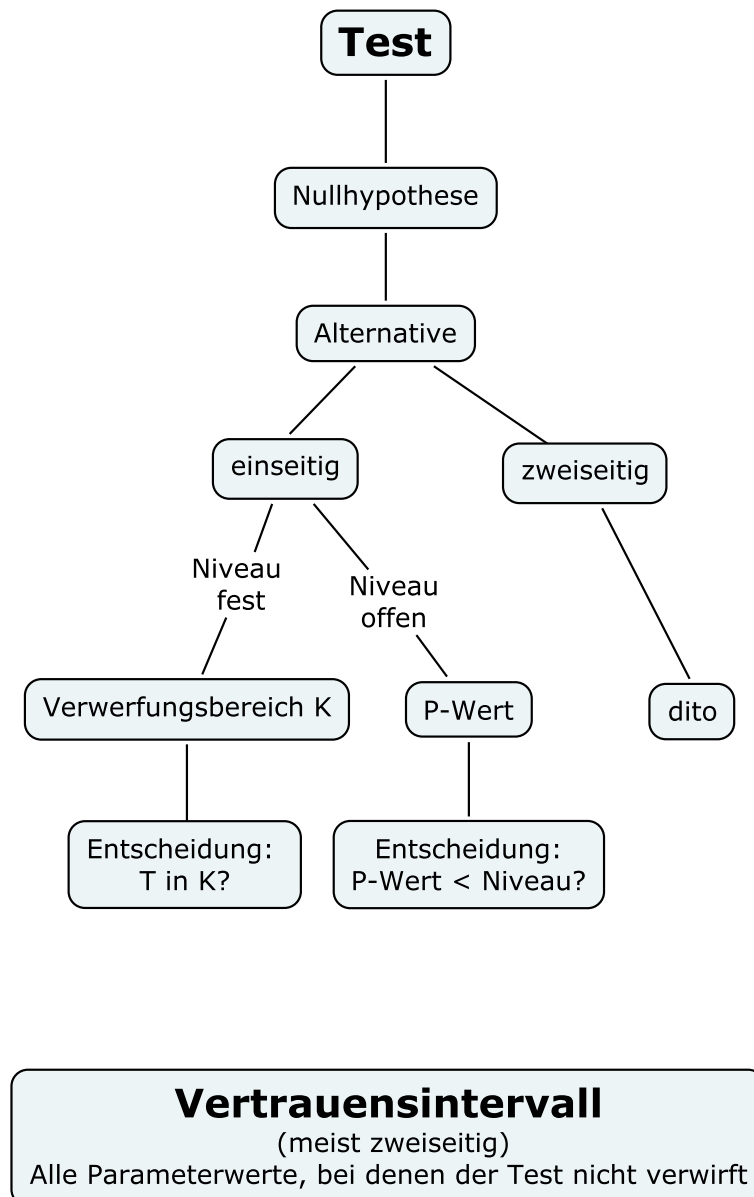 Test
Nullhypothese
Alternative
einseitig
zweiseitig
Niveau
fest
Niveau
offen
Verwerfungsbereich K
P-Wert
dito
Entscheidung:
T in K?
Entscheidung:
P-Wert < Niveau?
Vertrauensintervall
(meist zweiseitig)
Alle Parameterwerte, bei denen der Test nicht verwirft